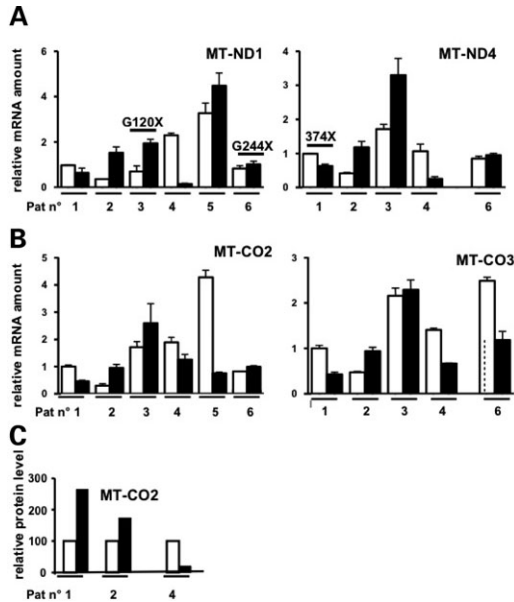 A
MT-ND1
MT-ND4
relative mRNA amount
6
4
2
0
G120X
G244X
4
3
2
1
0
374X
Pat n° 1 2 3 4 5 6
1 2 3 4 6
B
MT-CO2
MT-CO3
relative mRNA amount
5
4
3
2
1
0
3
2
1
0
Pat n° 1 2 3 4 5 6
1 2 3 4 6
C
MT-CO2
relative protein level
300
200
100
0
Pat n° 1 2 4